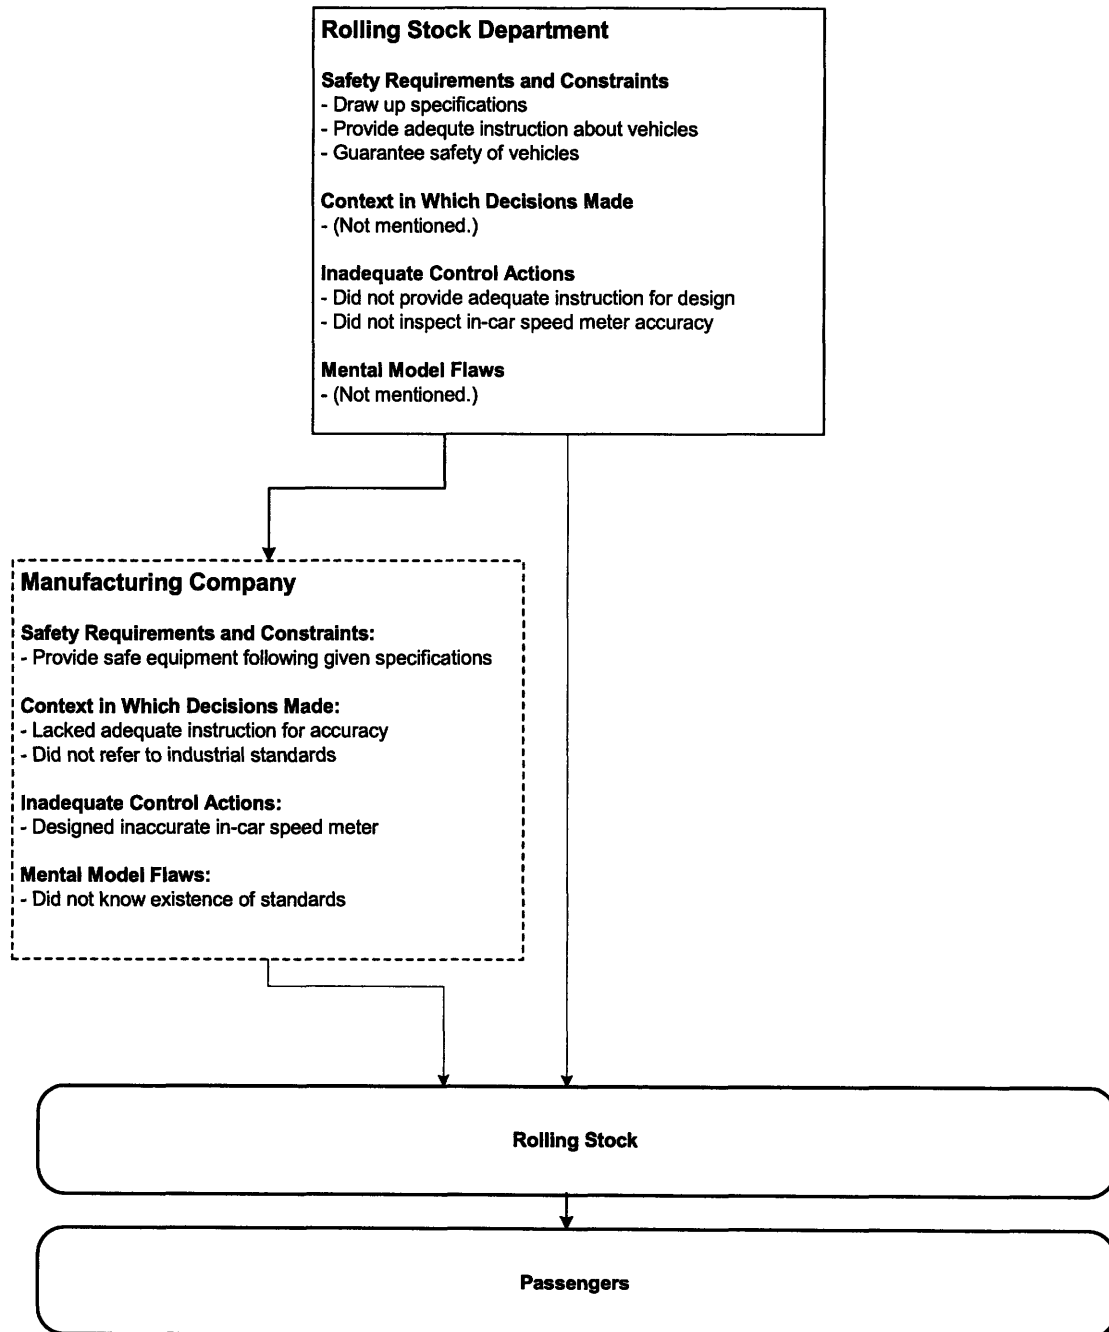 Rolling Stock Department
Safety Requirements and Constraints
- Draw up specifications
- Provide adequte instruction about vehicles
- Guarantee safety of vehicles
Context in Which Decisions Made
- (Not mentioned.)
Inadequate Control Actions
- Did not provide adequate instruction for design
- Did not inspect in-car speed meter accuracy
Mental Model Flaws
- (Not mentioned.)
Manufacturing Company
Safety Requirements and Constraints:
- Provide safe equipment following given specifications
Context in Which Decisions Made:
- Lacked adequate instruction for accuracy
- Did not refer to industrial standards
Inadequate Control Actions:
- Designed inaccurate in-car speed meter
Mental Model Flaws:
- Did not know existence of standards
Rolling Stock
Passengers